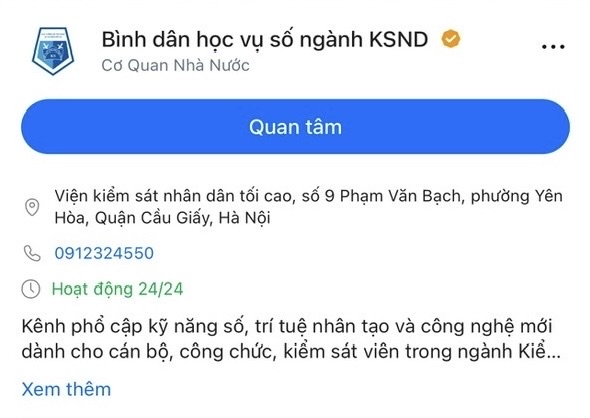 Bình dân học vụ số ngành KSND
Cơ Quan Nhà Nước
Quan tâm
Viện kiểm sát nhân dân tối cao, số 9 Phạm Văn Bạch, phường Yên
Hòa, Quận Cầu Giấy, Hà Nội
0912324550
Hoạt động 24/24
Kênh phổ cập kỹ năng số, trí tuệ nhân tạo và công nghệ mới
dành cho cán bộ, công chức, kiểm sát viên trong ngành Kiể...
Xem thêm